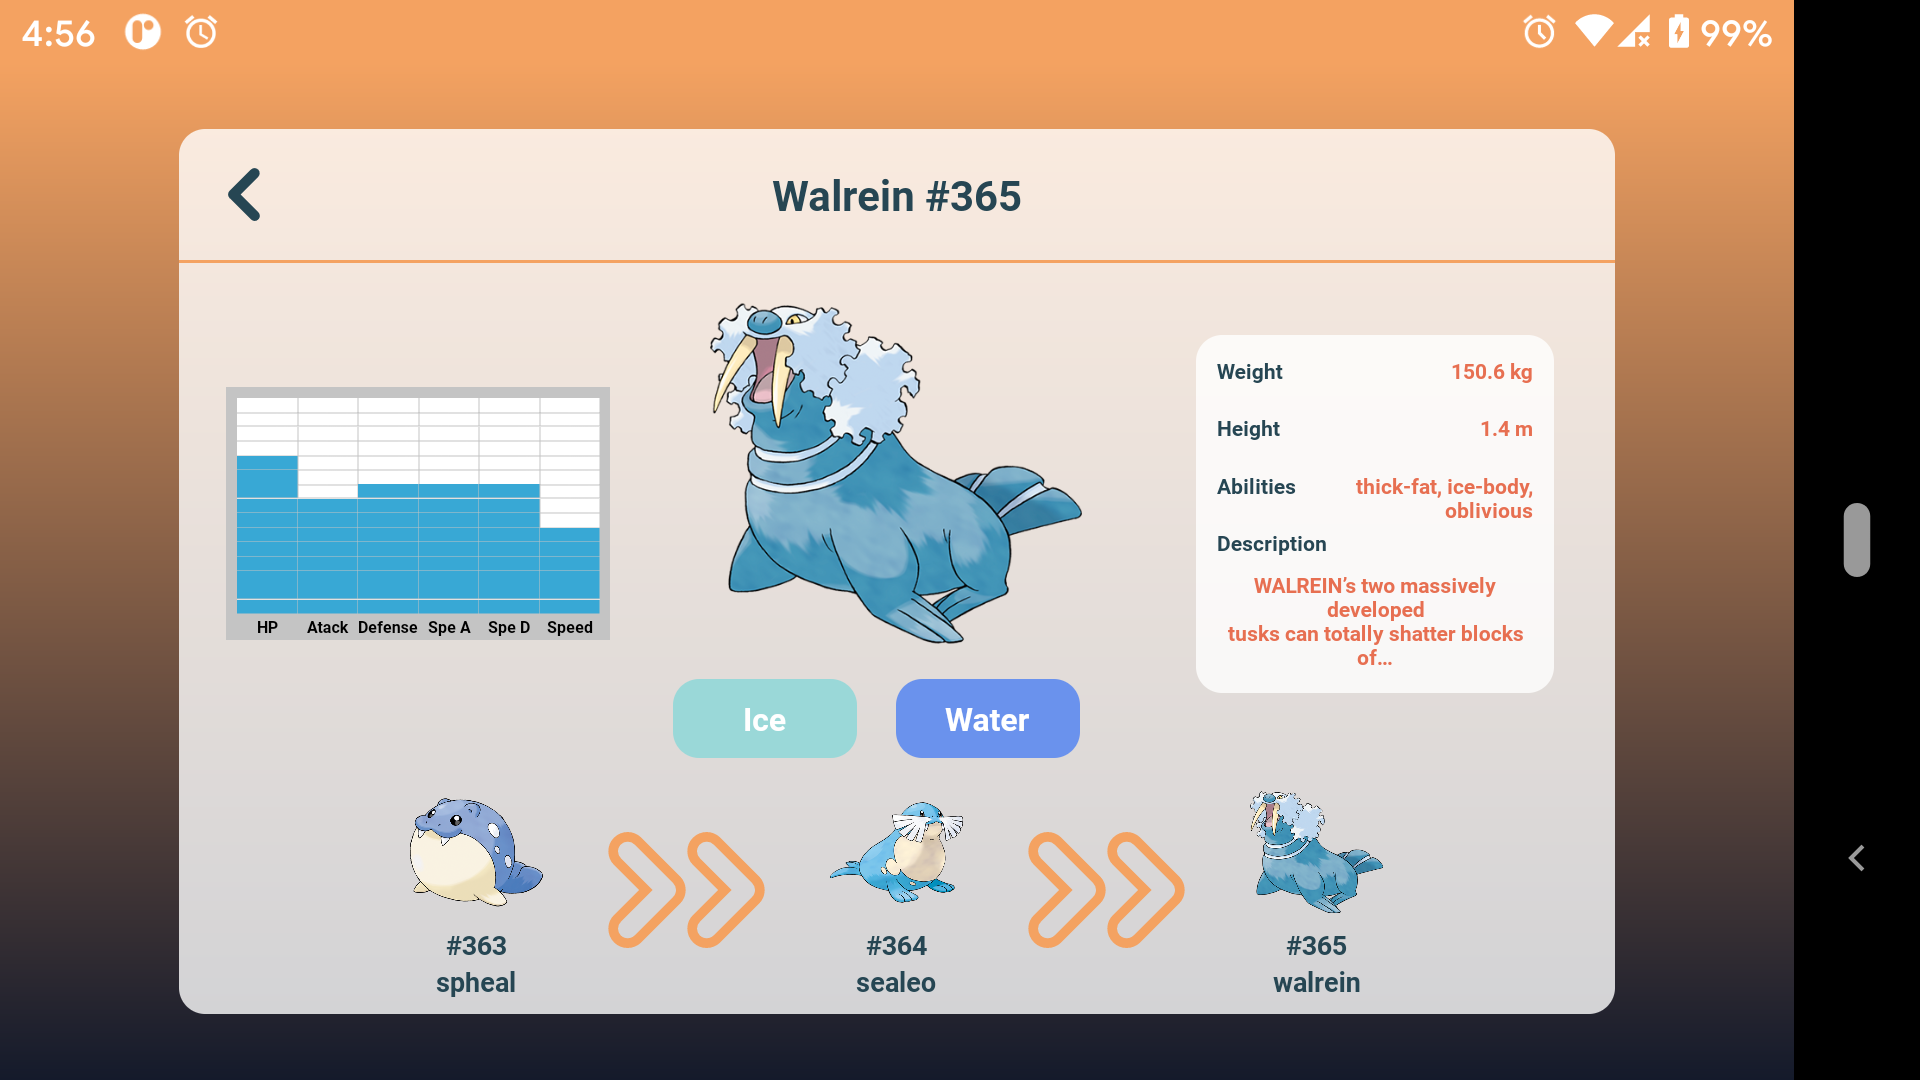 4:56
99%
Walrein #365
HP Atack Defense Spe A Spe D Speed
Weight 150.6 kg
Height 1.4 m
Abilities thick-fat, ice-body,
oblivious
Description
WALREIN’s two massively
developed
tusks can totally shatter blocks
of…
Ice Water
#363 #364 #365
spheal sealeo walrein